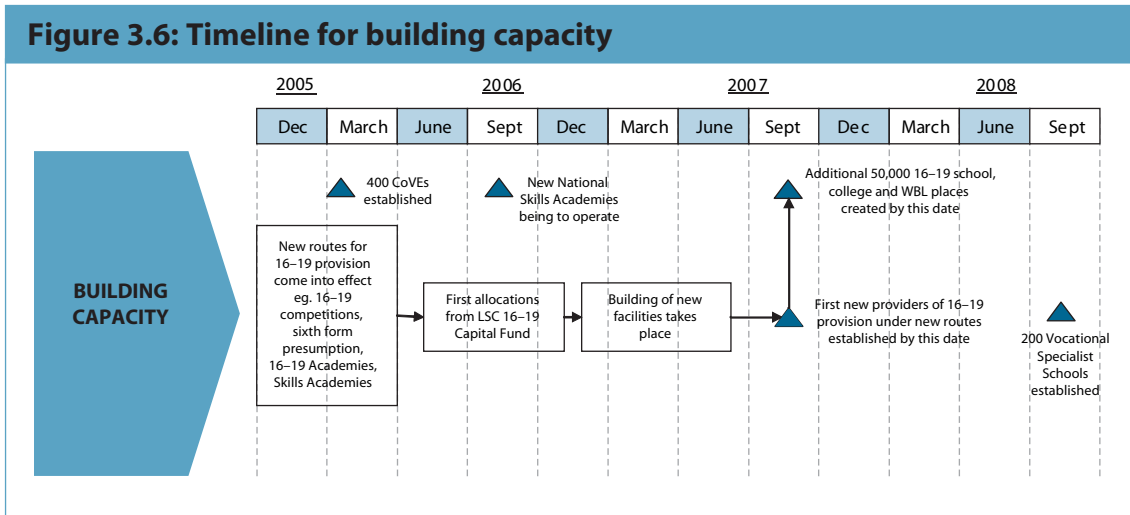 Figure 3.6: Timeline for building capacity
2005 2006 2007 2008
Dec March June Sept Dec March June Sept Dec March June Sept
400 CoVEs
established
New National
Skills Academies
being to operate
Additional 50,000 16–19 school,
college and WBL places
created by this date
BUILDING
CAPACITY
New routes for
16–19 provision
come into effect
eg. 16–19
competitions,
sixth form
presumption,
16–19 Academies,
Skills Academies
First allocations
from LSC 16–19
Capital Fund
Building of new
facilities takes
place
First new providers of 16–19
provision under new routes
established by this date
200 Vocational
Specialist
Schools
established